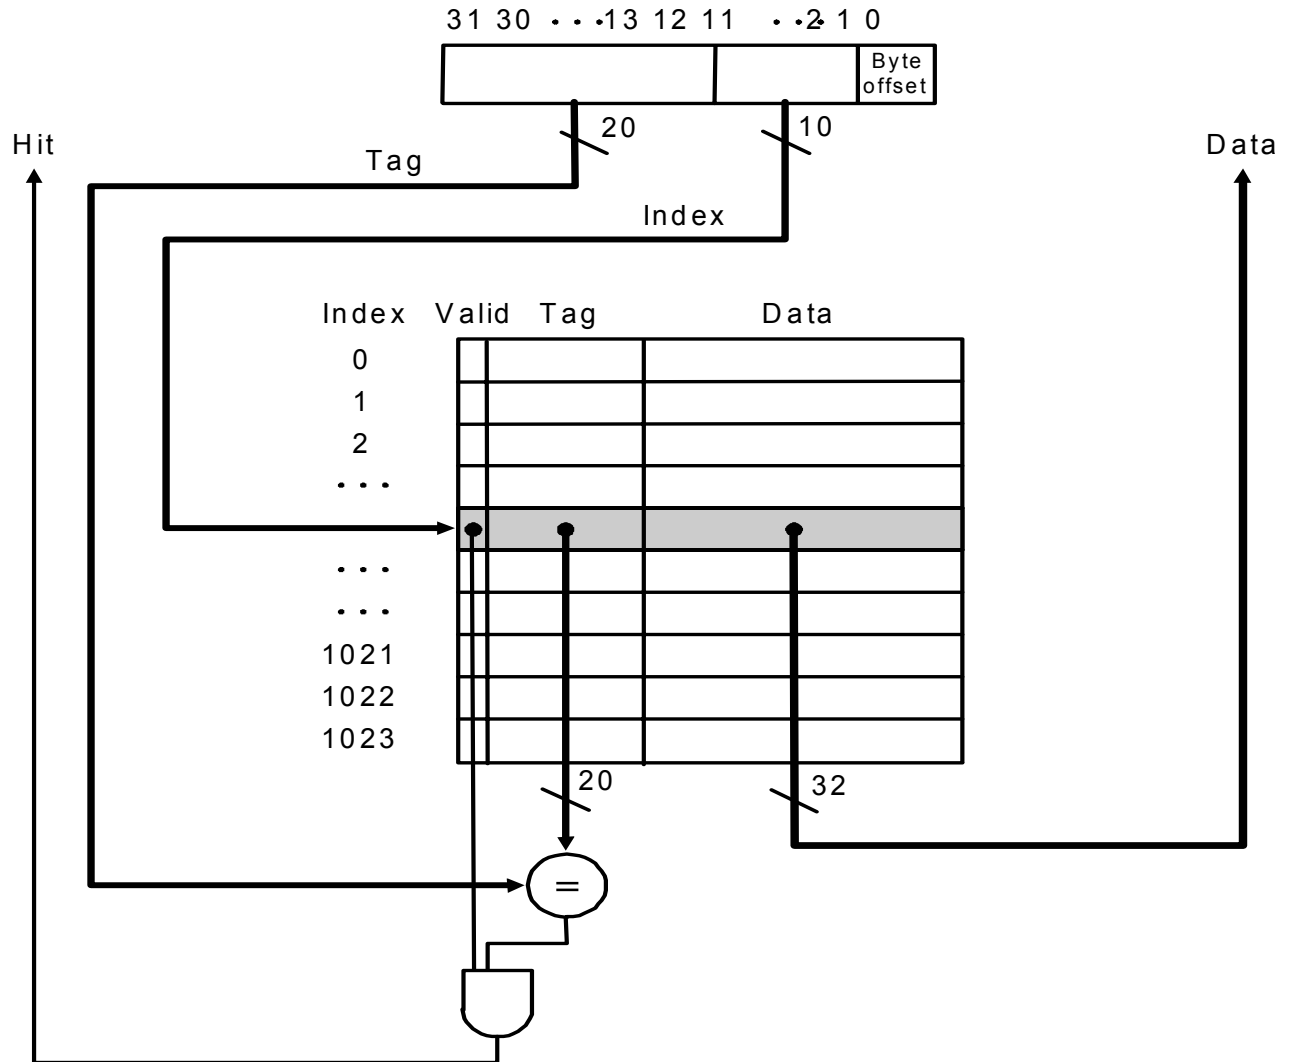 31 30 ...13 12 11 ...2 1 0
Byte
offset
20
10
Hit
Data
Tag
Index
Index Valid Tag Data
0
1
2
...
...
...
1021
1022
1023
20
32
=